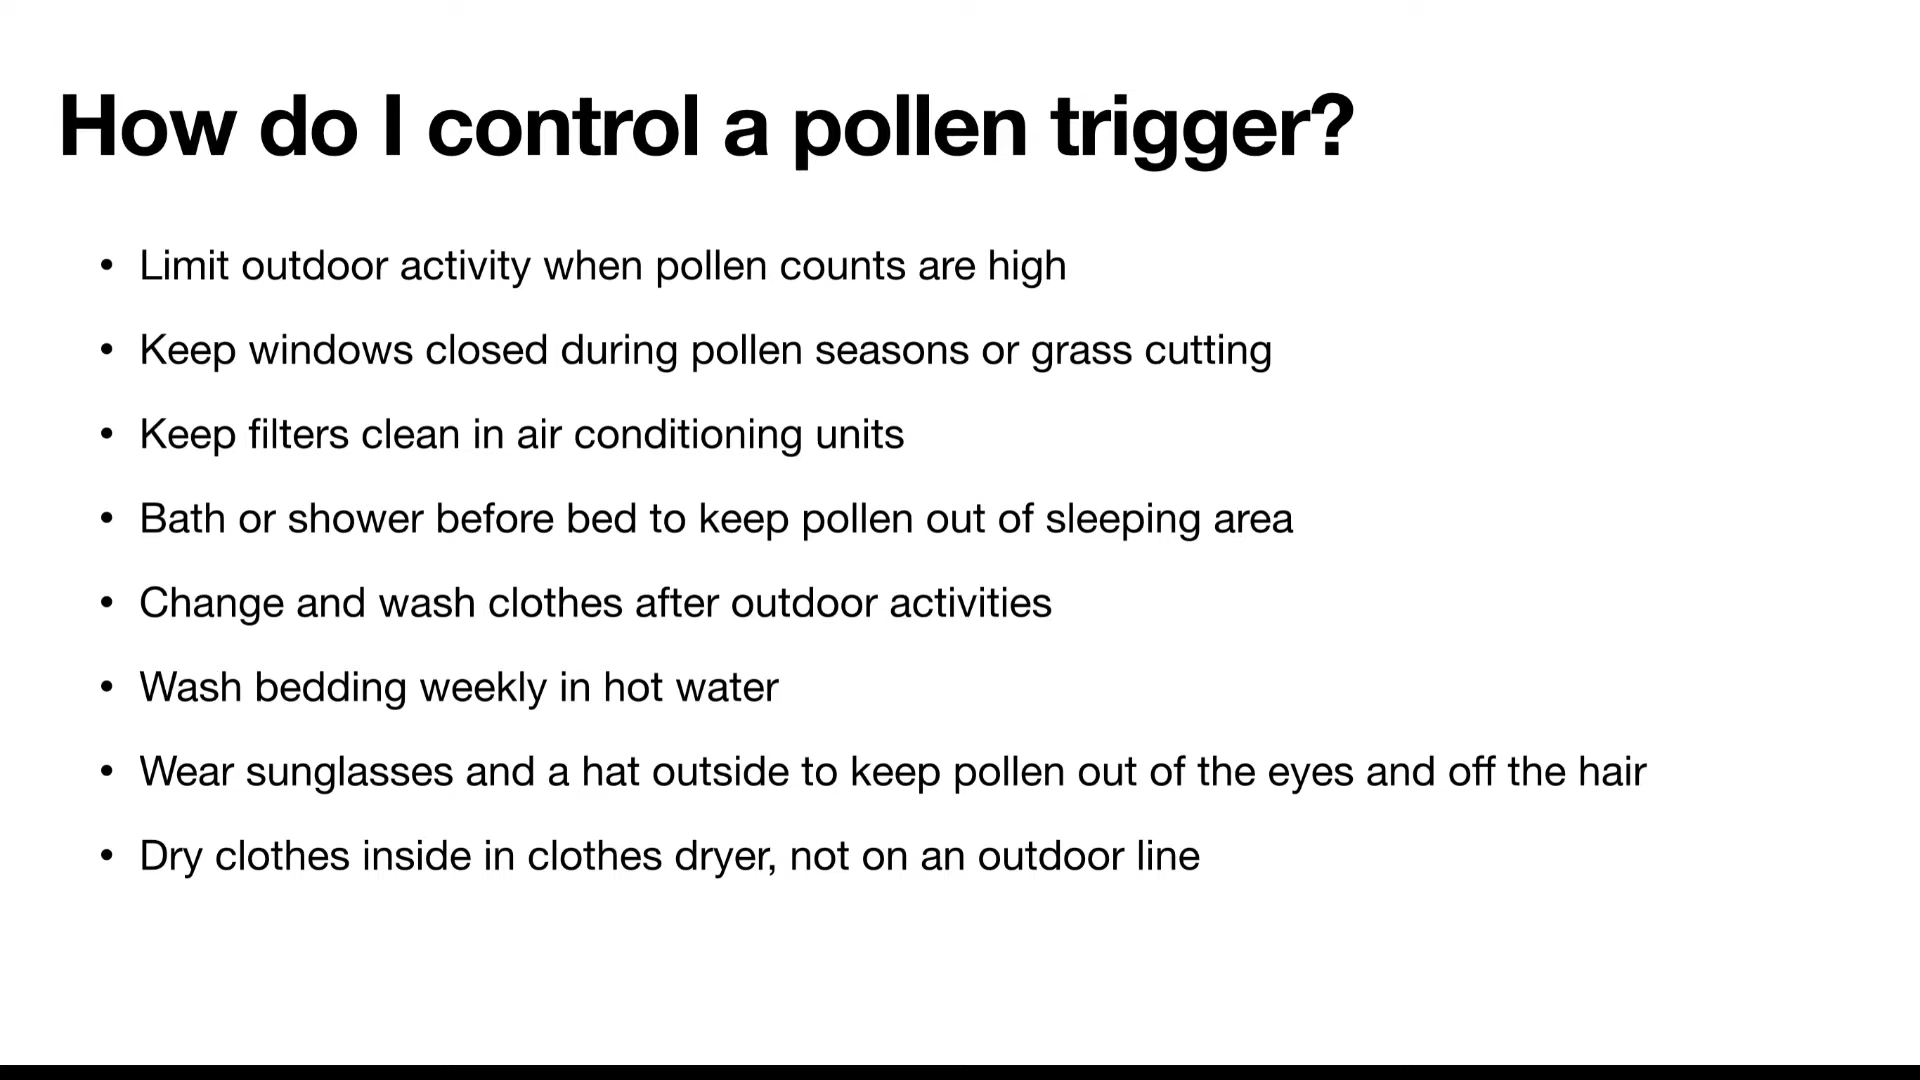 How do I control a pollen trigger?
• Limit outdoor activity when pollen counts are high
• Keep windows closed during pollen seasons or grass cutting
• Keep filters clean in air conditioning units
• Bath or shower before bed to keep pollen out of sleeping area
• Change and wash clothes after outdoor activities
• Wash bedding weekly in hot water
• Wear sunglasses and a hat outside to keep pollen out of the eyes and off the hair
• Dry clothes inside in clothes dryer, not on an outdoor line